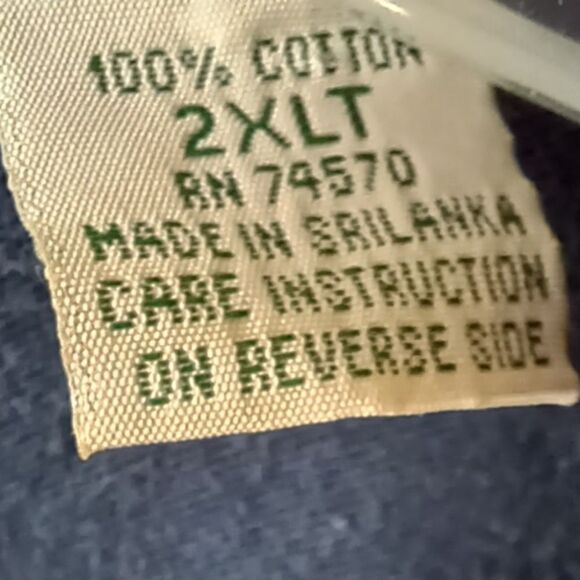 100% COTTON
2XLT
RN 74570
MADE IN SRILANKA
CARE INSTRUCTION
ON REVERSE SIDE